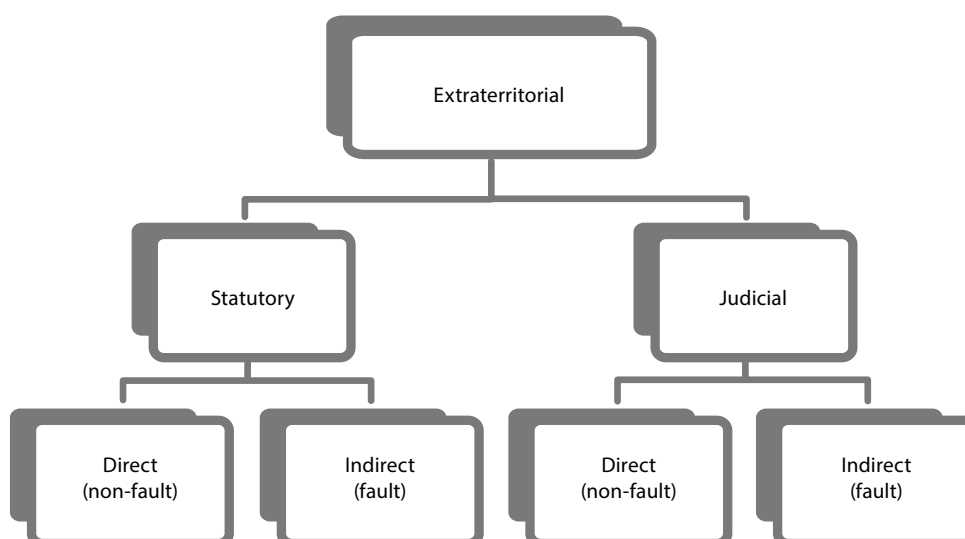 Extraterritorial
Statutory
Judicial
Direct
(non-fault)
Indirect
(fault)
Direct
(non-fault)
Indirect
(fault)